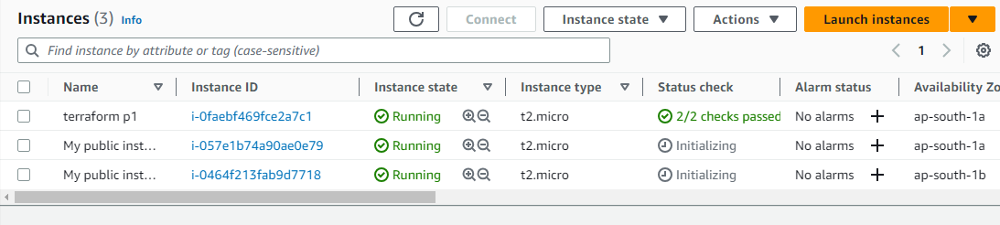 Instances (3) Info Connect Instance state Actions Launch instances
Find instance by attribute or tag (case-sensitive) 1
Name Instance ID Instance state Instance type Status check Alarm status Availability Zo
terraform p1 i-0faebf469fce2a7c1 Running t2.micro 2/2 checks passed No alarms + ap-south-1a
My public inst... i-057e1b74a90ae0e79 Running t2.micro Initializing No alarms + ap-south-1a
My public inst... i-0464f213fab9d7718 Running t2.micro Initializing No alarms + ap-south-1b